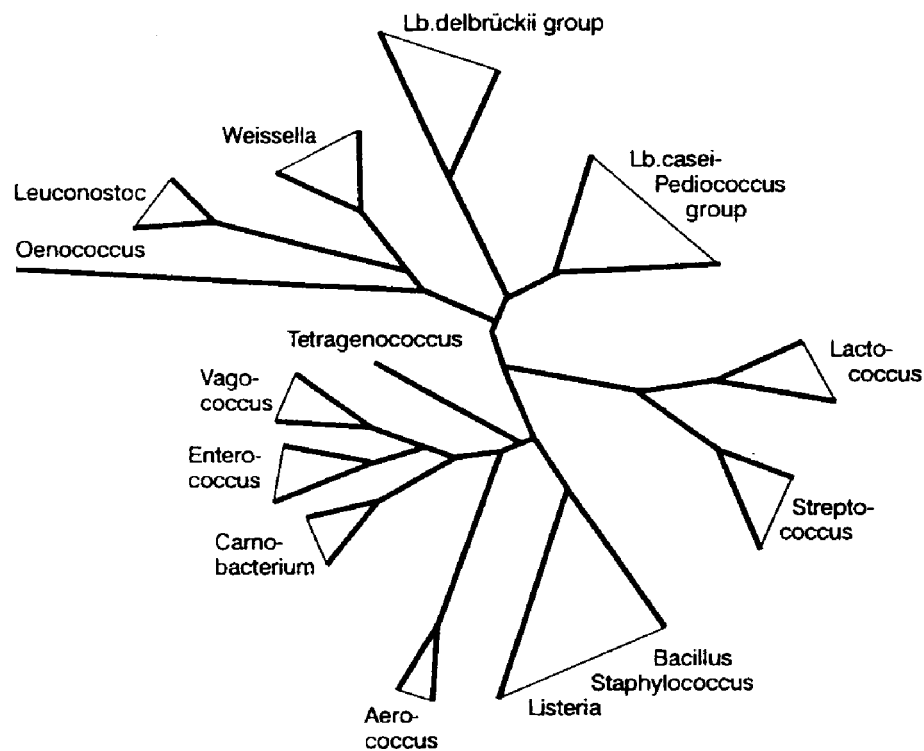 Lb.delbrückii group
Weissella
Lb.casei-
Pediococcus
group
Leuconostoc
Oenococcus
Tetragenococcus
Lacto-
coccus
Vago-
coccus
Entero-
coccus
Strepto-
coccus
Carno-
bacterium
Bacillus
Staphylococcus
Listeria
Aero-
coccus